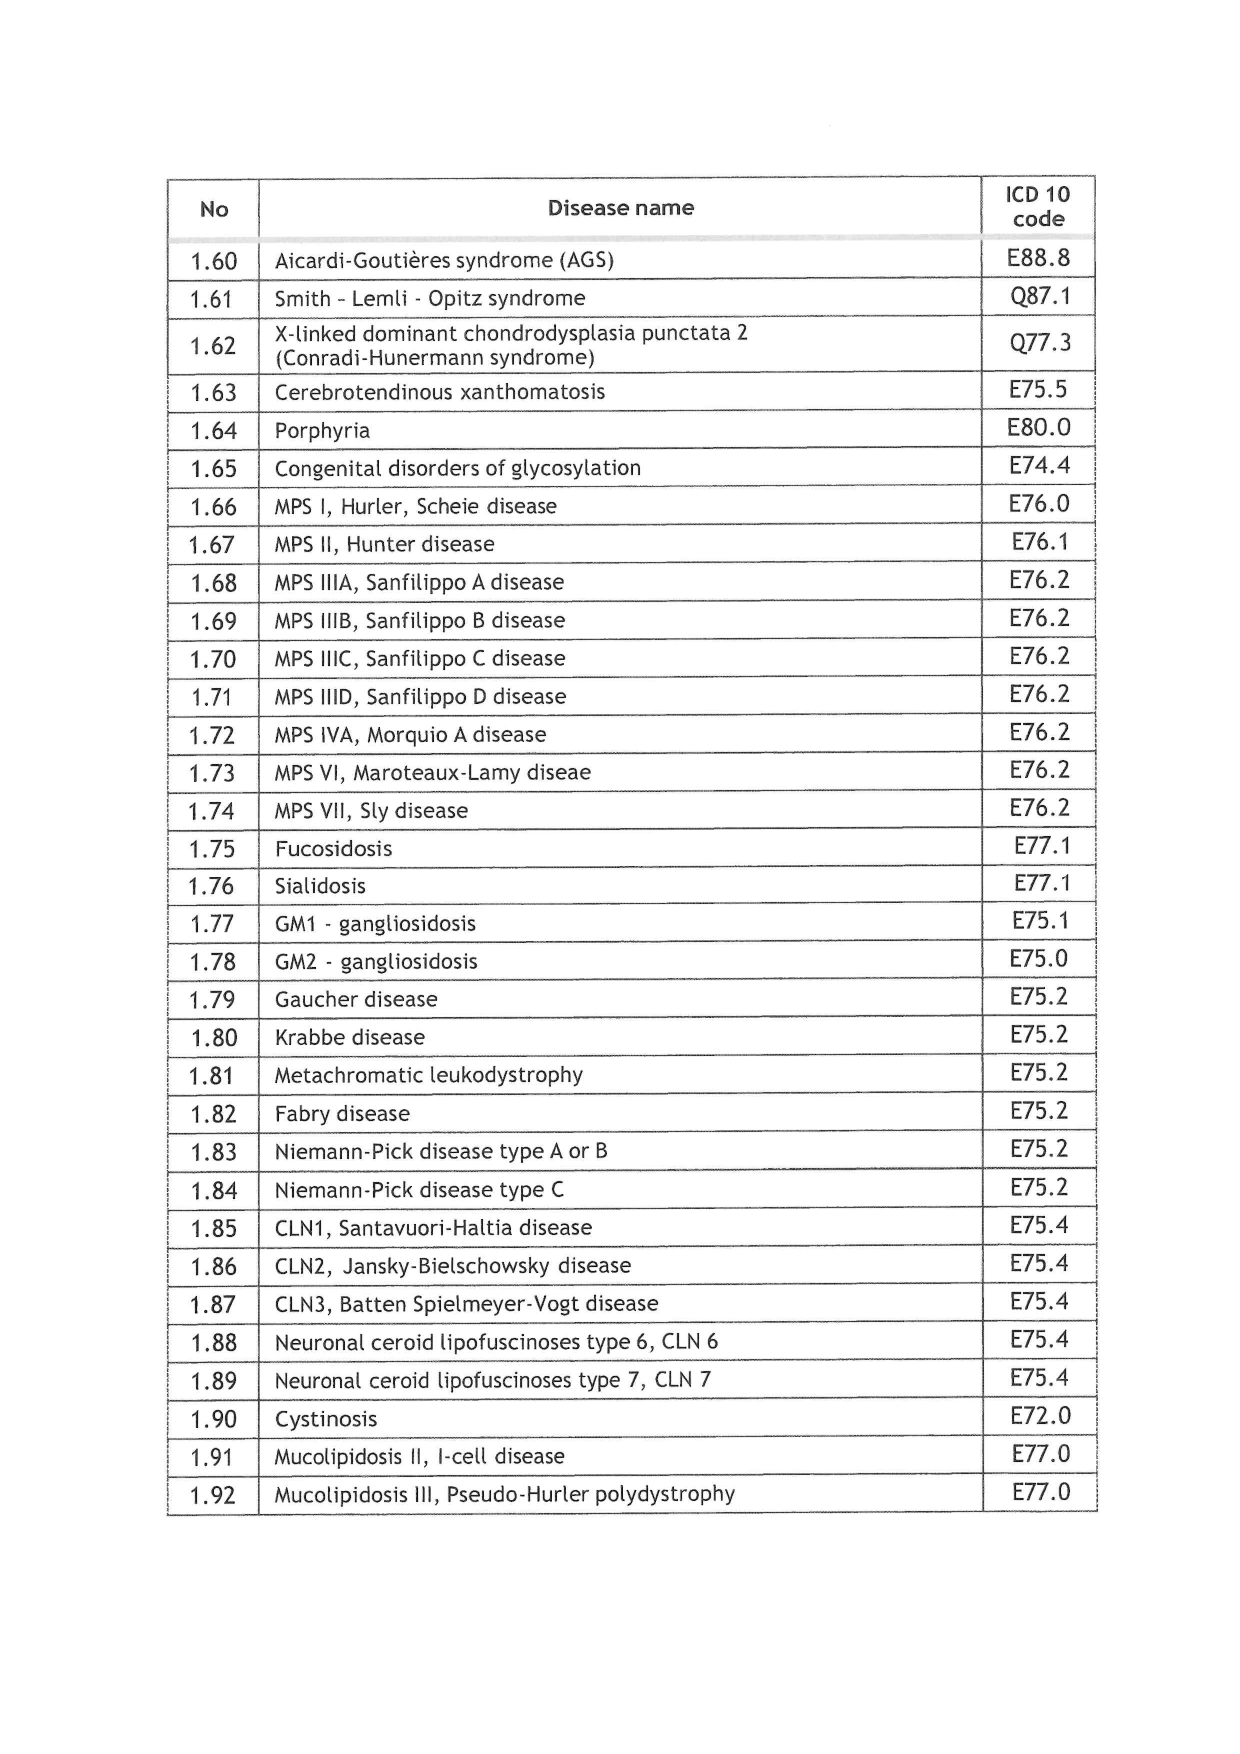 No Disease name ICD 10 code
1.60 Aicardi-Goutières syndrome (AGS) E88.8
1.61 Smith - Lemli - Opitz syndrome Q87.1
1.62 X-linked dominant chondrodysplasia punctata 2 (Conradi-Hunermann syndrome) Q77.3
1.63 Cerebrotendinous xanthomatosis E75.5
1.64 Porphyria E80.0
1.65 Congenital disorders of glycosylation E74.4
1.66 MPS I, Hurler, Scheie disease E76.0
1.67 MPS II, Hunter disease E76.1
1.68 MPS IIIA, Sanfilippo A disease E76.2
1.69 MPS IIIB, Sanfilippo B disease E76.2
1.70 MPS IIIC, Sanfilippo C disease E76.2
1.71 MPS IIID, Sanfilippo D disease E76.2
1.72 MPS IVA, Morquio A disease E76.2
1.73 MPS VI, Maroteaux-Lamy diseae E76.2
1.74 MPS VII, Sly disease E76.2
1.75 Fucosidosis E77.1
1.76 Sialidosis E77.1
1.77 GM1 - gangliosidosis E75.1
1.78 GM2 - gangliosidosis E75.0
1.79 Gaucher disease E75.2
1.80 Krabbe disease E75.2
1.81 Metachromatic leukodystrophy E75.2
1.82 Fabry disease E75.2
1.83 Niemann-Pick disease type A or B E75.2
1.84 Niemann-Pick disease type C E75.2
1.85 CLN1, Santavuori-Haltia disease E75.4
1.86 CLN2, Jansky-Bielschowsky disease E75.4
1.87 CLN3, Batten Spielmeyer-Vogt disease E75.4
1.88 Neuronal ceroid lipofuscinoses type 6, CLN 6 E75.4
1.89 Neuronal ceroid lipofuscinoses type 7, CLN 7 E75.4
1.90 Cystinosis E72.0
1.91 Mucolipidosis II, I-cell disease E77.0
1.92 Mucolipidosis III, Pseudo-Hurler polydystrophy E77.0